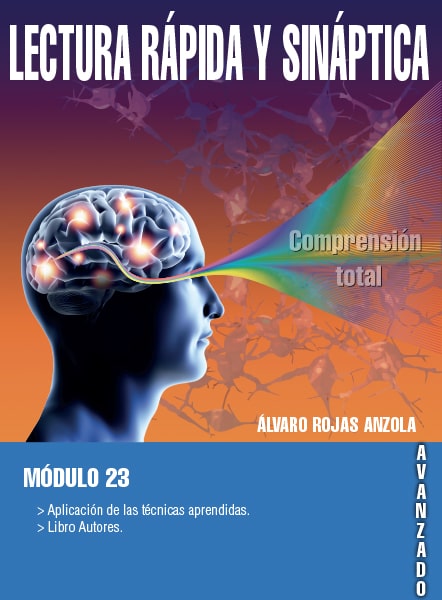 LECTURA RÁPIDA Y SINÁPTICA
Comprensión
total
ÁLVARO ROJAS ANZOLA
AVANZADO
MÓDULO 23
> Aplicación de las técnicas aprendidas.
> Libro Autores.